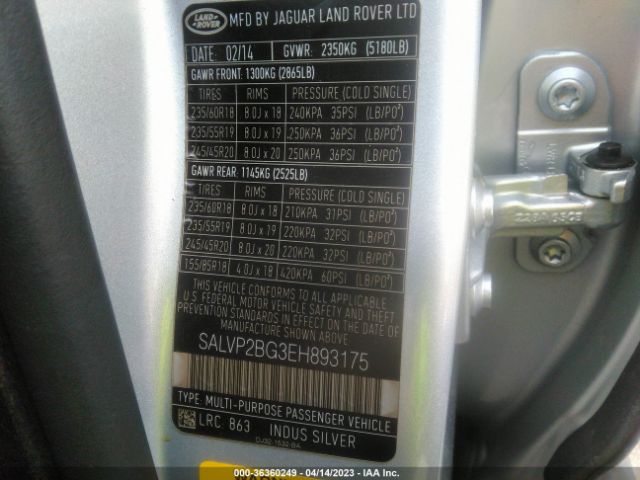 LAND ROVER
MFD BY JAGUAR LAND ROVER LTD
DATE: 02/14 GVWR: 2350KG (5180LB)
GAWR FRONT: 1300KG (2865LB)
TIRES RIMS PRESSURE (COLD SINGLE)
235/60R18 8.0J x 18 240KPA 35PSI (LB/PO²)
235/55R19 8.0J x 19 250KPA 36PSI (LB/PO²)
245/45R20 8.0J x 20 250KPA 36PSI (LB/PO²)
GAWR REAR: 1145KG (2525LB)
TIRES RIMS PRESSURE (COLD SINGLE)
235/60R18 8.0J x 18 210KPA 31PSI (LB/PO²)
235/55R19 8.0J x 19 220KPA 32PSI (LB/PO²)
245/45R20 8.0J x 20 220KPA 32PSI (LB/PO²)
155/85R18 4.0J x 18 420KPA 60PSI (LB/PO²)
THIS VEHICLE CONFORMS TO ALL APPLICABLE
U.S. FEDERAL MOTOR VEHICLE SAFETY AND THEFT
PREVENTION STANDARDS IN EFFECT ON THE DATE
OF MANUFACTURE SHOWN ABOVE
SALVP2BG3EH893175
TYPE: MULTI-PURPOSE PASSENGER VEHICLE
LRC 863 INDUS SILVER
000-36360249 - 04/14/2023 - IAA Inc.